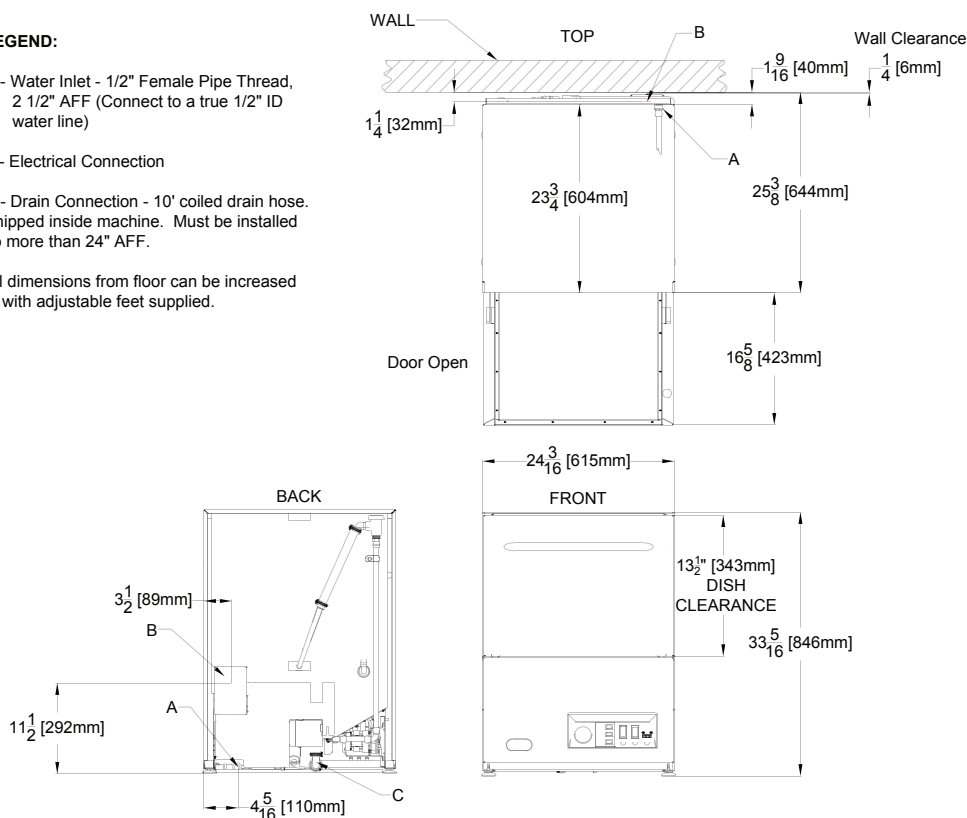 EGEND:
- Water Inlet - 1/2" Female Pipe Thread,
2 1/2" AFF (Connect to a true 1/2" ID
water line)
- Electrical Connection
- Drain Connection - 10' coiled drain hose.
hipped inside machine. Must be installed
o more than 24" AFF.
l dimensions from floor can be increased
with adjustable feet supplied.
WALL
TOP
B
Wall Clearance
1 9/16 [40mm]
1/4 [6mm]
1 1/4 [32mm]
A
23 3/4 [604mm]
25 3/8 [644mm]
Door Open
16 5/8 [423mm]
24 3/16 [615mm]
BACK
FRONT
13 1/2" [343mm]
DISH
CLEARANCE
3 1/2 [89mm]
B
33 5/16 [846mm]
A
11 1/2 [292mm]
C
4 5/16 [110mm]